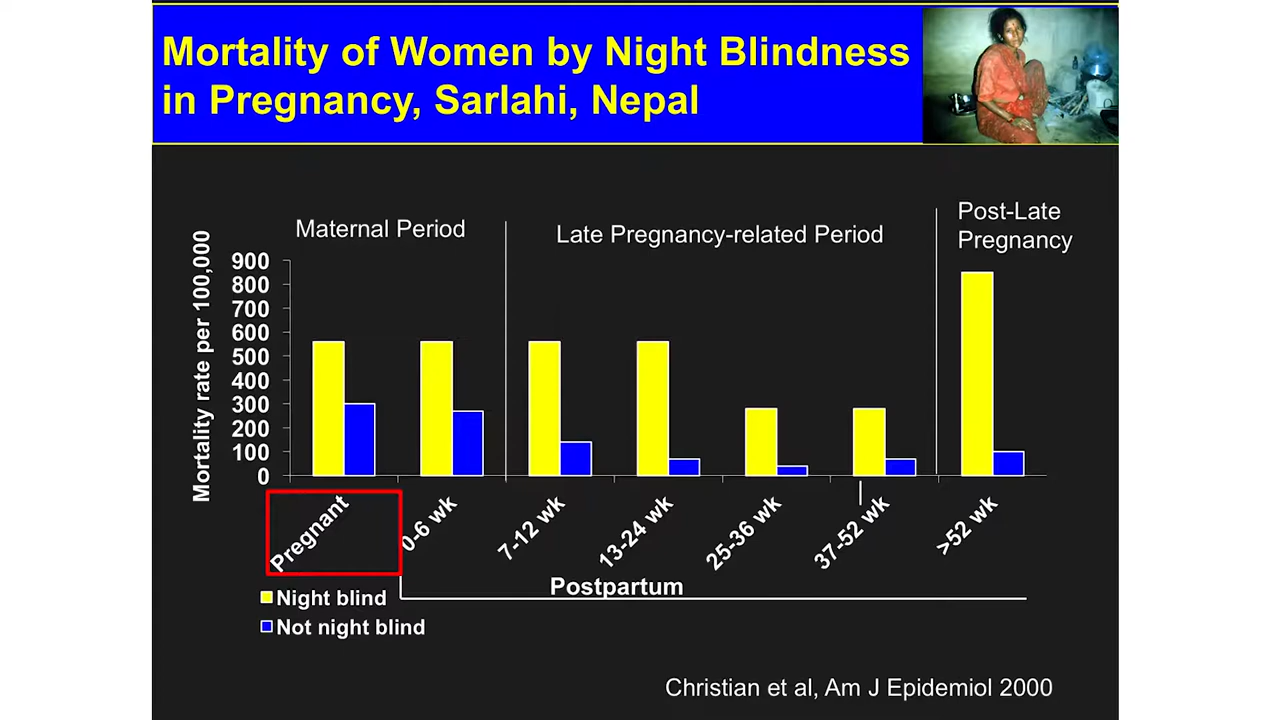 Mortality of Women by Night Blindness
in Pregnancy, Sarlahi, Nepal
Maternal Period
Late Pregnancy-related Period
Post-Late
Pregnancy
Mortality rate per 100,000
900
800
700
600
500
400
300
200
100
0
Pregnant
0-6 wk
7-12 wk
13-24 wk
25-36 wk
37-52 wk
>52 wk
Postpartum
Night blind
Not night blind
Christian et al, Am J Epidemiol 2000